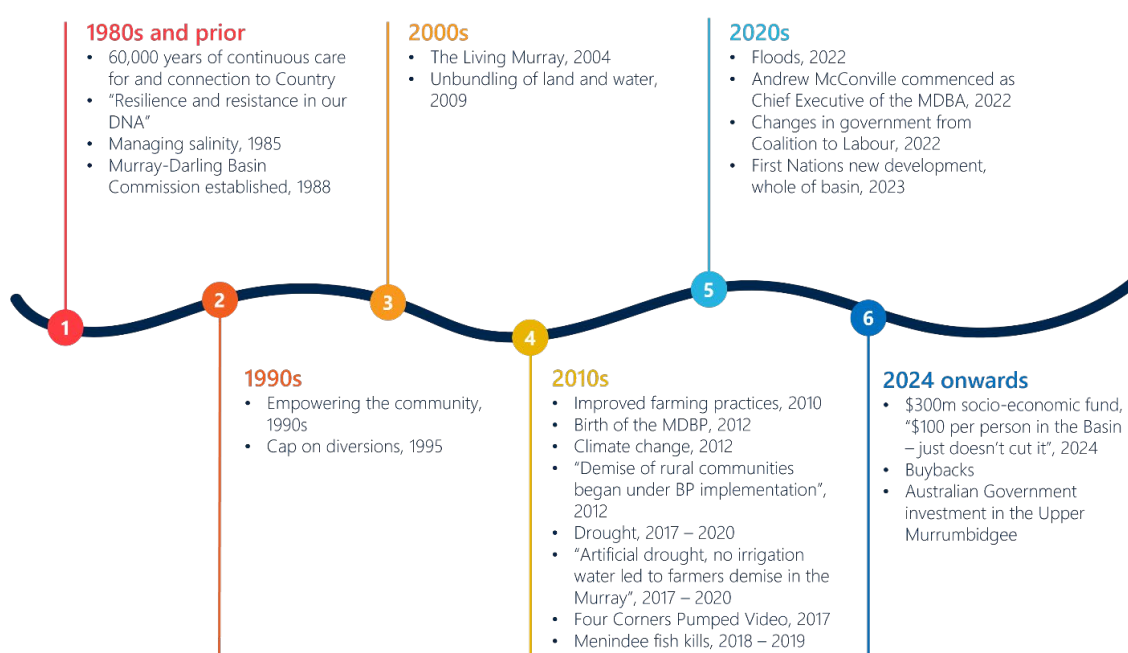 1980s and prior
• 60,000 years of continuous care
for and connection to Country
• “Resilience and resistance in our
DNA”
• Managing salinity, 1985
• Murray-Darling Basin
Commission established, 1988
2000s
• The Living Murray, 2004
• Unbundling of land and water,
2009
2020s
• Floods, 2022
• Andrew McConville commenced as
Chief Executive of the MDBA, 2022
• Changes in government from
Coalition to Labour, 2022
• First Nations new development,
whole of basin, 2023
1
2
3
4
5
6
1990s
• Empowering the community,
1990s
• Cap on diversions, 1995
2010s
• Improved farming practices, 2010
• Birth of the MDBP, 2012
• Climate change, 2012
• “Demise of rural communities
began under BP implementation”,
2012
• Drought, 2017 – 2020
• “Artificial drought, no irrigation
water led to farmers demise in the
Murray”, 2017 – 2020
• Four Corners Pumped Video, 2017
• Menindee fish kills, 2018 – 2019
2024 onwards
• $300m socio-economic fund,
“$100 per person in the Basin
– just doesn’t cut it”, 2024
• Buybacks
• Australian Government
investment in the Upper
Murrumbidgee